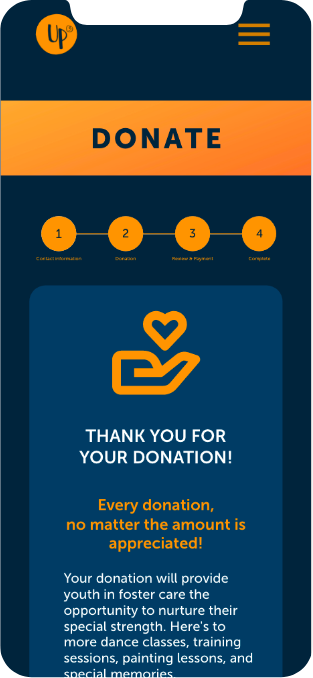 Up
DONATE
1 2 3 4
Contact Information Donation Review & Payment Complete
THANK YOU FOR
YOUR DONATION!
Every donation,
no matter the amount is
appreciated!
Your donation will provide
youth in foster care the
opportunity to nurture their
special strength. Here's to
more dance classes, training
sessions, painting lessons, and
special memories.